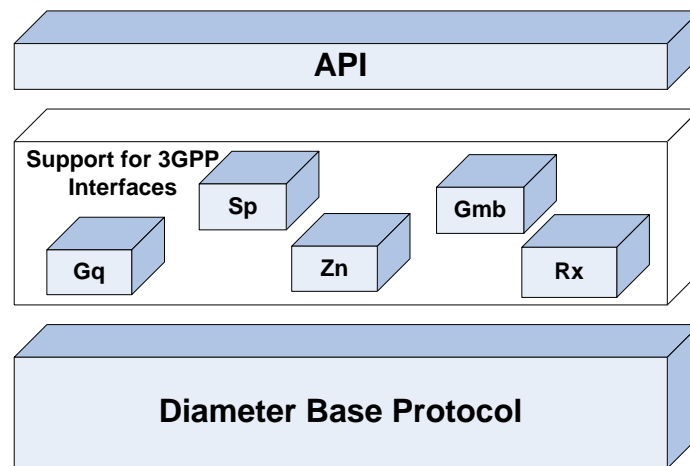 API
Support for 3GPP
Interfaces
Sp
Gmb
Gq
Zn
Rx
Diameter Base Protocol